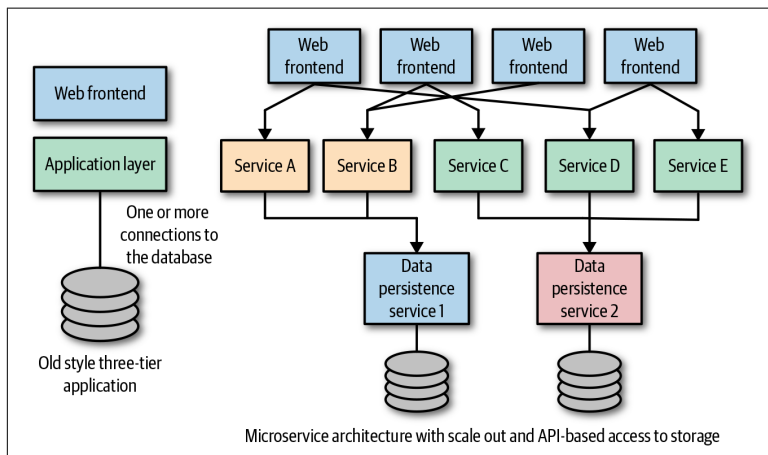 Web frontend
Application layer
One or more
connections to
the database
Old style three-tier
application
Web
frontend
Web
frontend
Web
frontend
Web
frontend
Service A
Service B
Service C
Service D
Service E
Data
persistence
service 1
Data
persistence
service 2
Microservice architecture with scale out and API-based access to storage